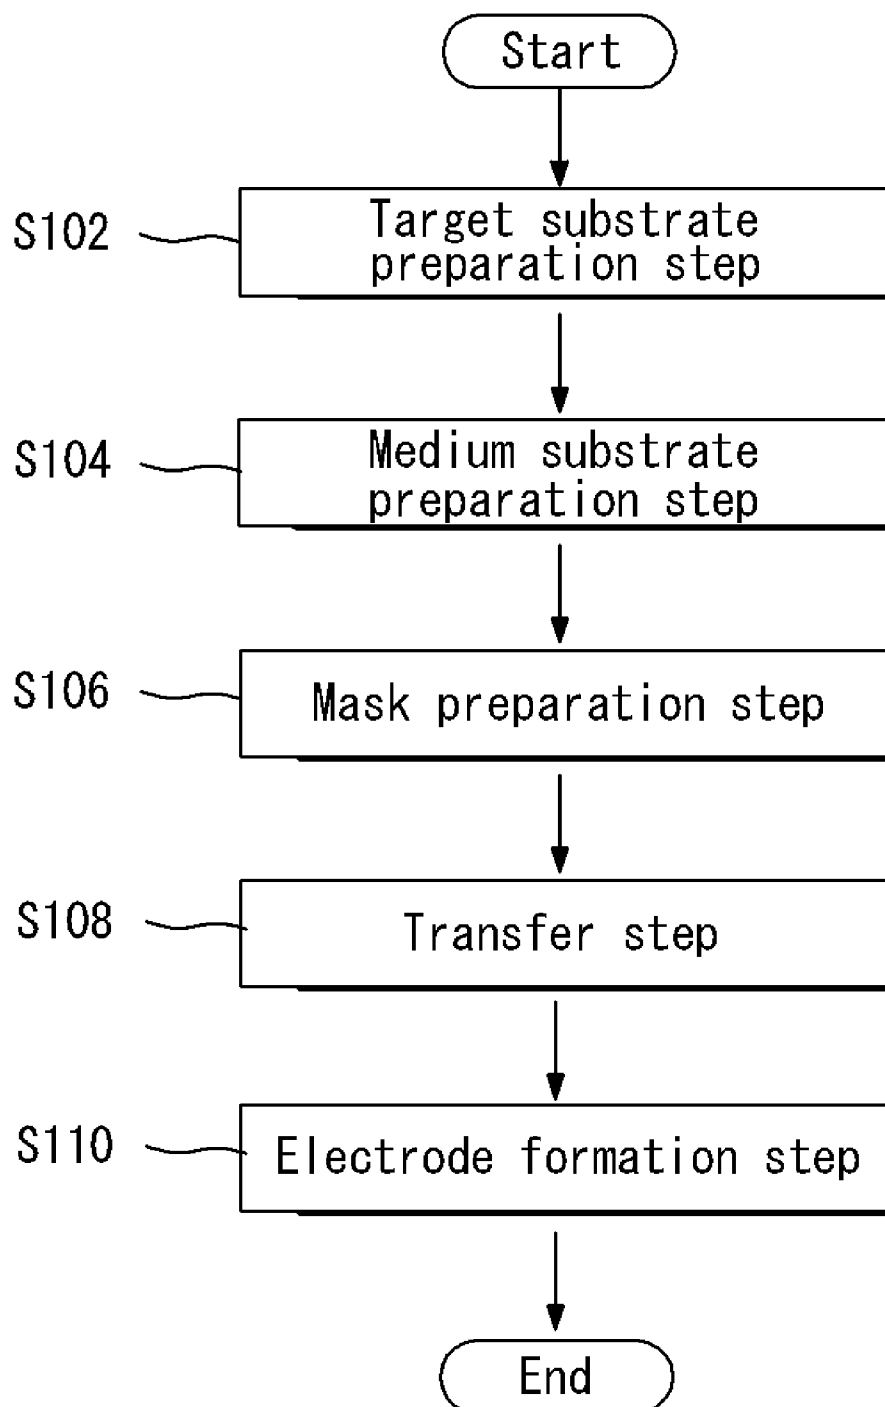 Start
S102
Target substrate
preparation step
S104
Medium substrate
preparation step
S106
Mask preparation step
S108
Transfer step
S110
Electrode formation step
End